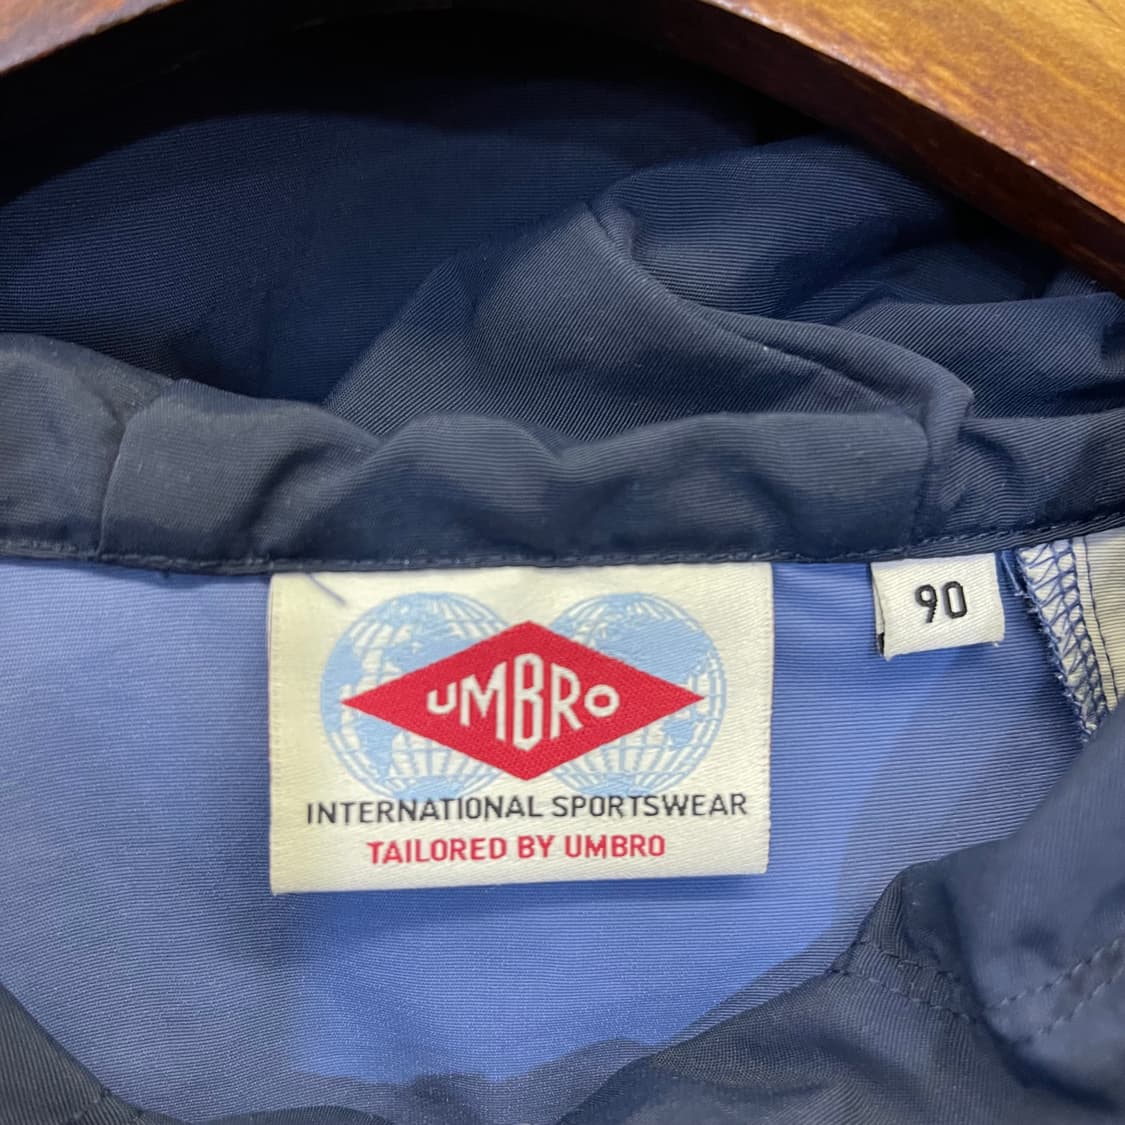 UMBRO
INTERNATIONAL SPORTSWEAR
TAILORED BY UMBRO
90